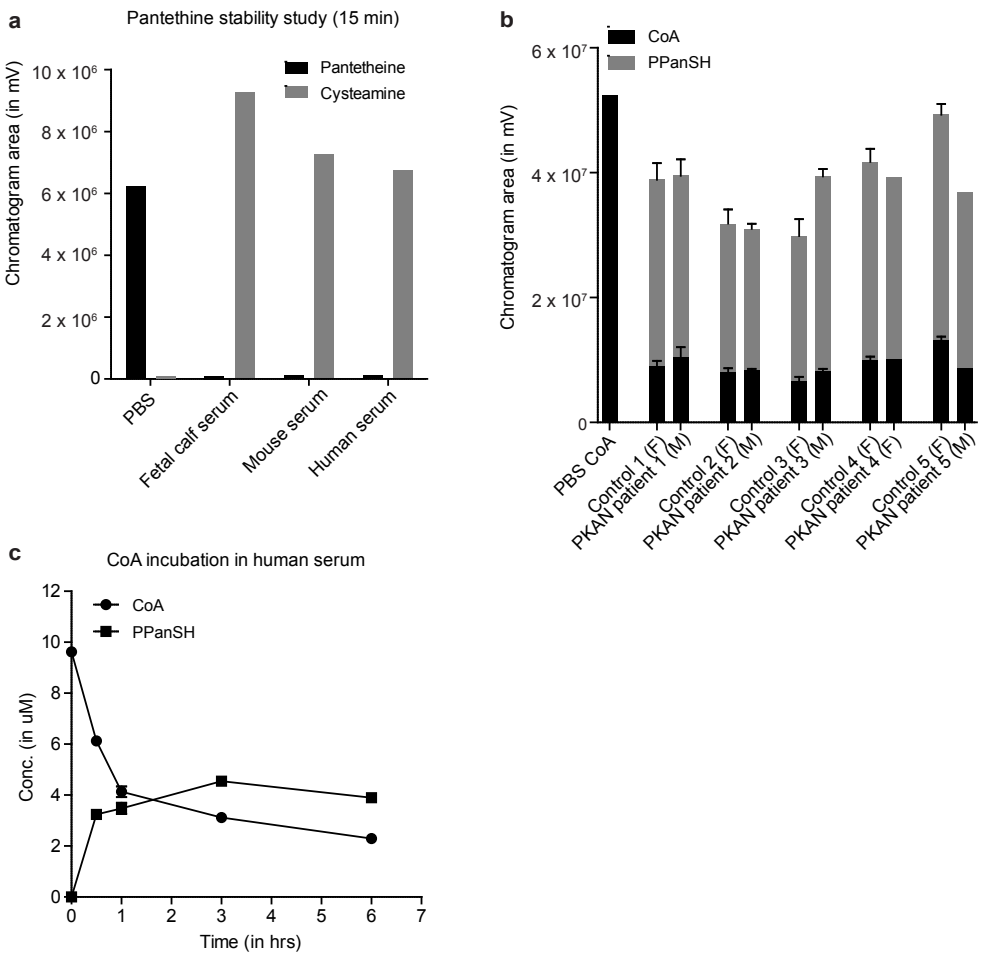 a
Pantethine stability study (15 min)
Chromatogram area (in mV)
10 x 10⁶
8 x 10⁶
6 x 10⁶
4 x 10⁶
2 x 10⁶
0
Pantetheine
Cysteamine
PBS
Fetal calf serum
Mouse serum
Human serum
b
Chromatogram area (in mV)
6 x 10⁷
4 x 10⁷
2 x 10⁷
0
CoA
PPanSH
PBS CoA
Control 1 (F)
PKAN patient 1 (M)
Control 2 (F)
PKAN patient 2 (M)
Control 3 (F)
PKAN patient 3 (M)
Control 4 (F)
PKAN patient 4 (F)
Control 5 (F)
PKAN patient 5 (M)
c
CoA incubation in human serum
Conc. (in uM)
12
10
8
6
4
2
0
CoA
PPanSH
0 1 2 3 4 5 6 7
Time (in hrs)